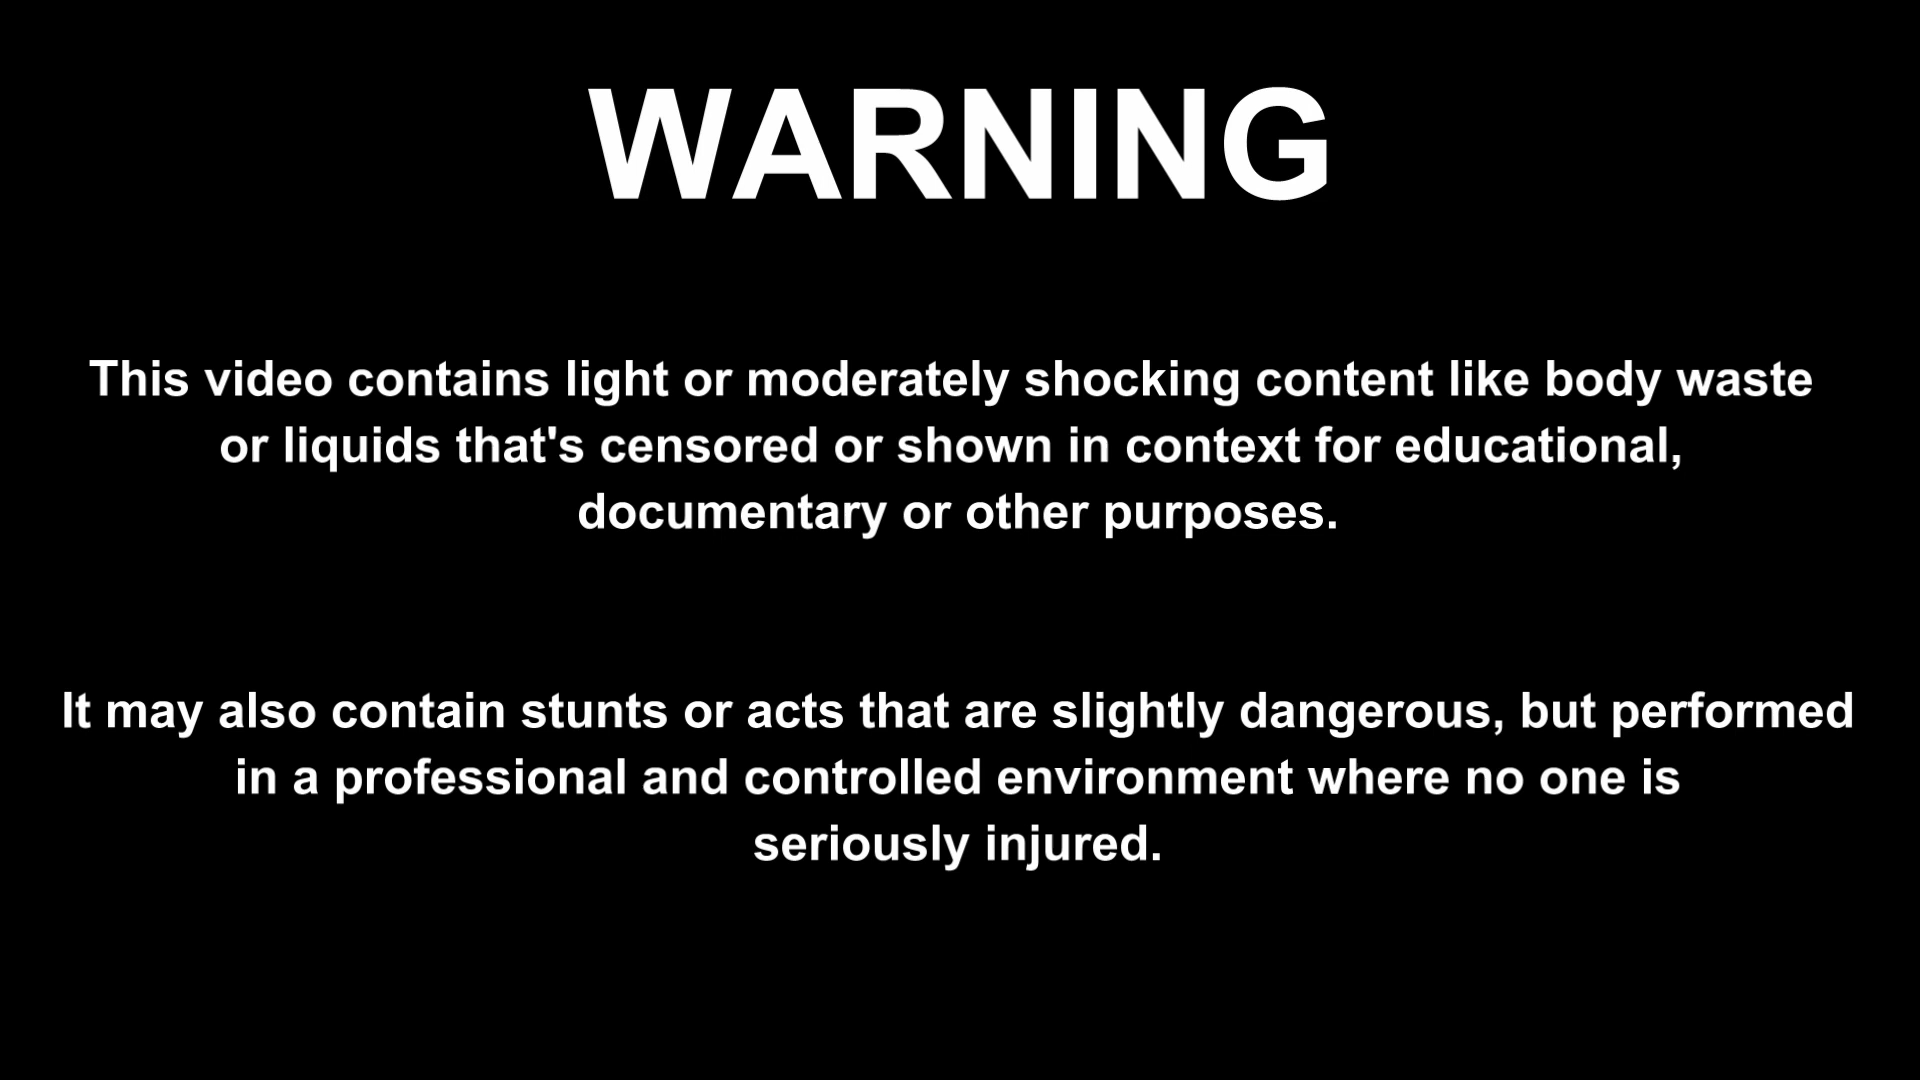 WARNING
This video contains light or moderately shocking content like body waste
or liquids that's censored or shown in context for educational,
documentary or other purposes.
It may also contain stunts or acts that are slightly dangerous, but performed
in a professional and controlled environment where no one is
seriously injured.